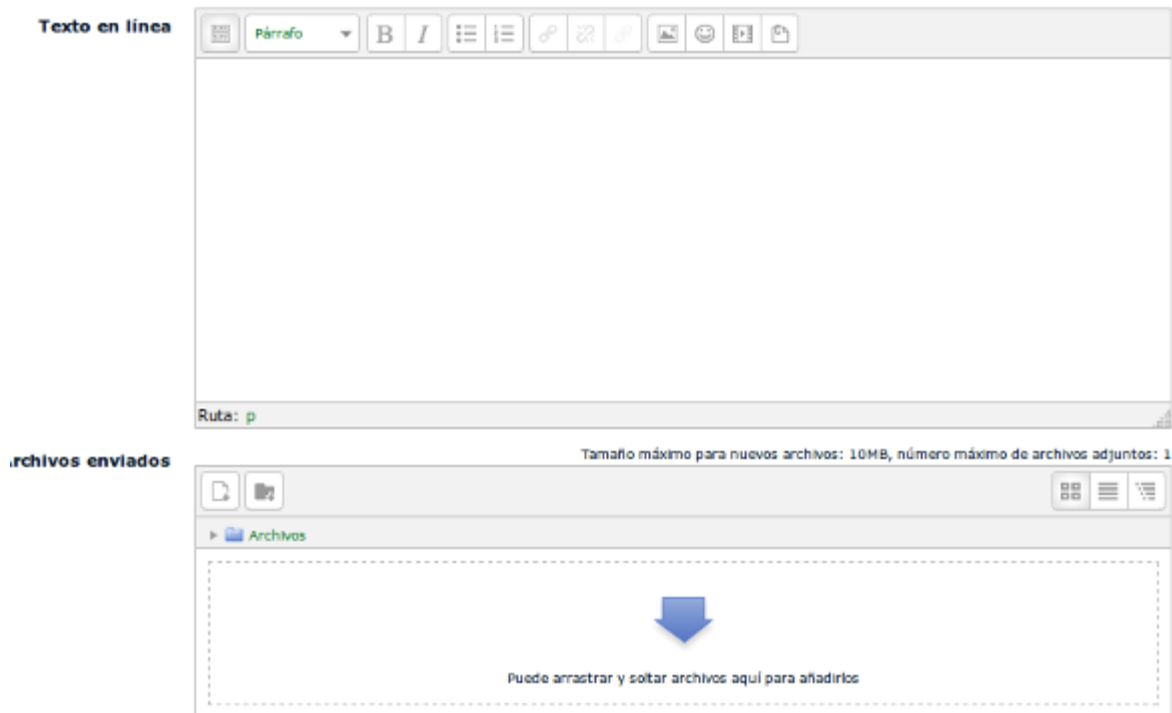 Texto en línea
Párrafo
B I
Ruta: p
rchivos enviados
Tamaño máximo para nuevos archivos: 10MB, número máximo de archivos adjuntos: 1
Archivos
Puede arrastrar y soltar archivos aquí para añadirlos